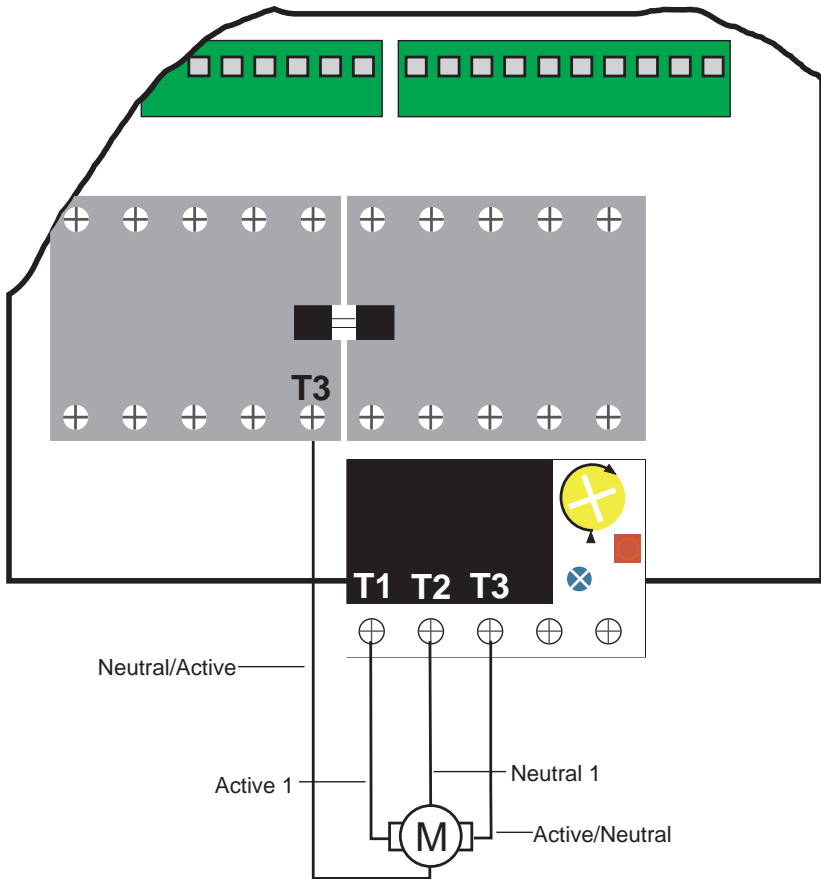 T3
T1 T2 T3
Neutral/Active
Active 1
Neutral 1
M
Active/Neutral